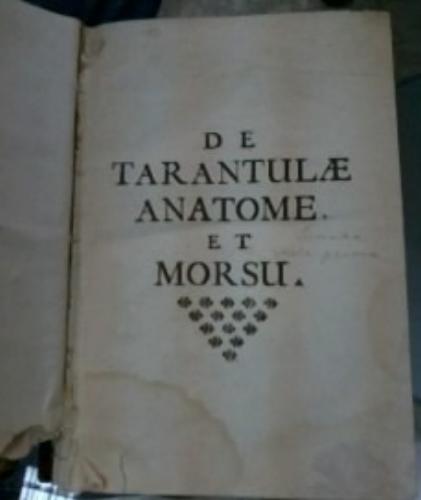 DE
TARANTULÆ
ANATOME.
ET
MORSU.